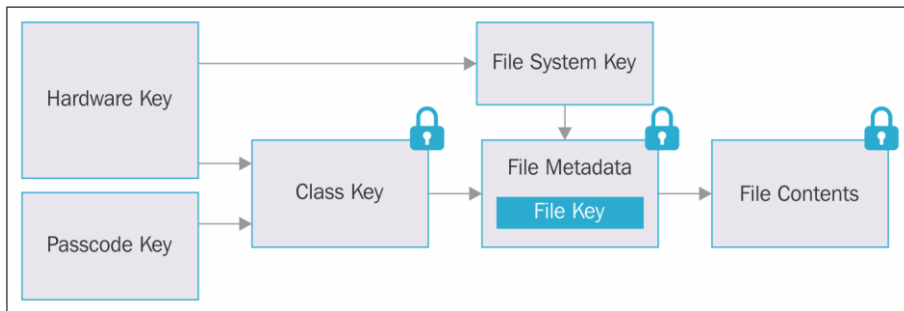 Hardware Key
File System Key
Class Key
File Metadata
File Key
File Contents
Passcode Key